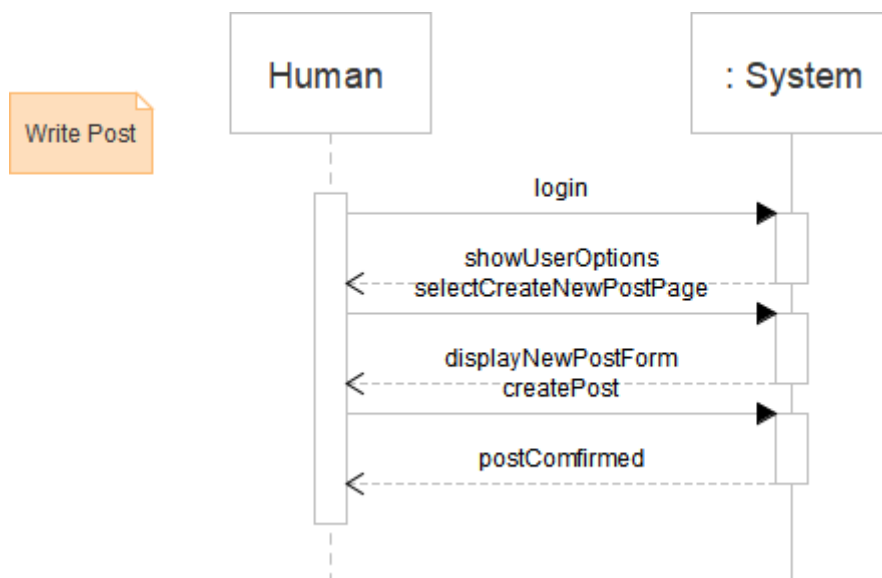 Human
: System
Write Post
login
showUserOptions
selectCreateNewPostPage
displayNewPostForm
createPost
postComfirmed